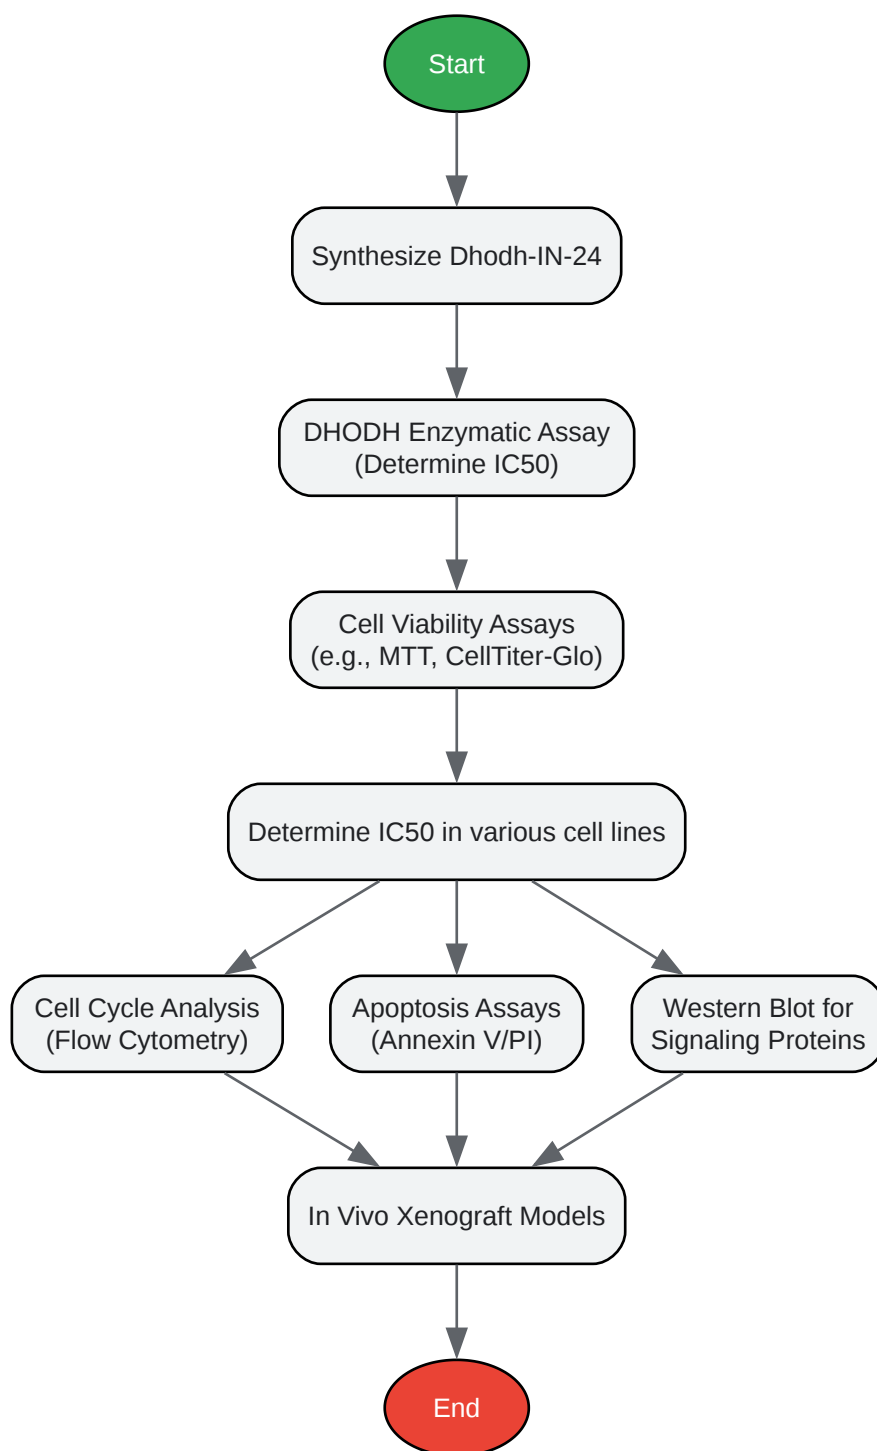 Start
Synthesize Dhodh-IN-24
DHODH Enzymatic Assay
(Determine IC50)
Cell Viability Assays
(e.g., MTT, CellTiter-Glo)
Determine IC50 in various cell lines
Cell Cycle Analysis
(Flow Cytometry)
Apoptosis Assays
(Annexin V/PI)
Western Blot for
Signaling Proteins
In Vivo Xenograft Models
End